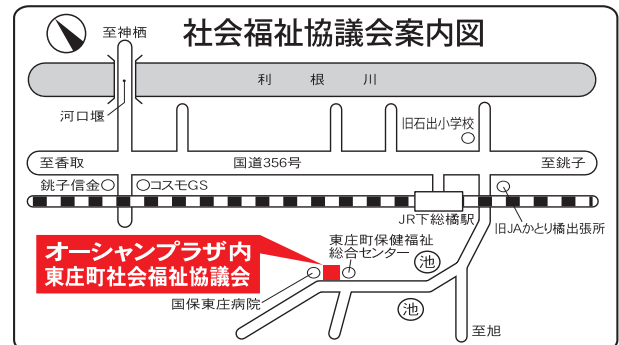 社会福祉協議会案内図
至神栖
利根川
河口堰
旧石出小学校
至香取
国道356号
至銚子
銚子信金
コスモGS
JR下総橘駅
旧JAかとり橘出張所
オーシャンプラザ内
東庄町社会福祉協議会
東庄町保健福祉
総合センター
池
国保東庄病院
池
至旭